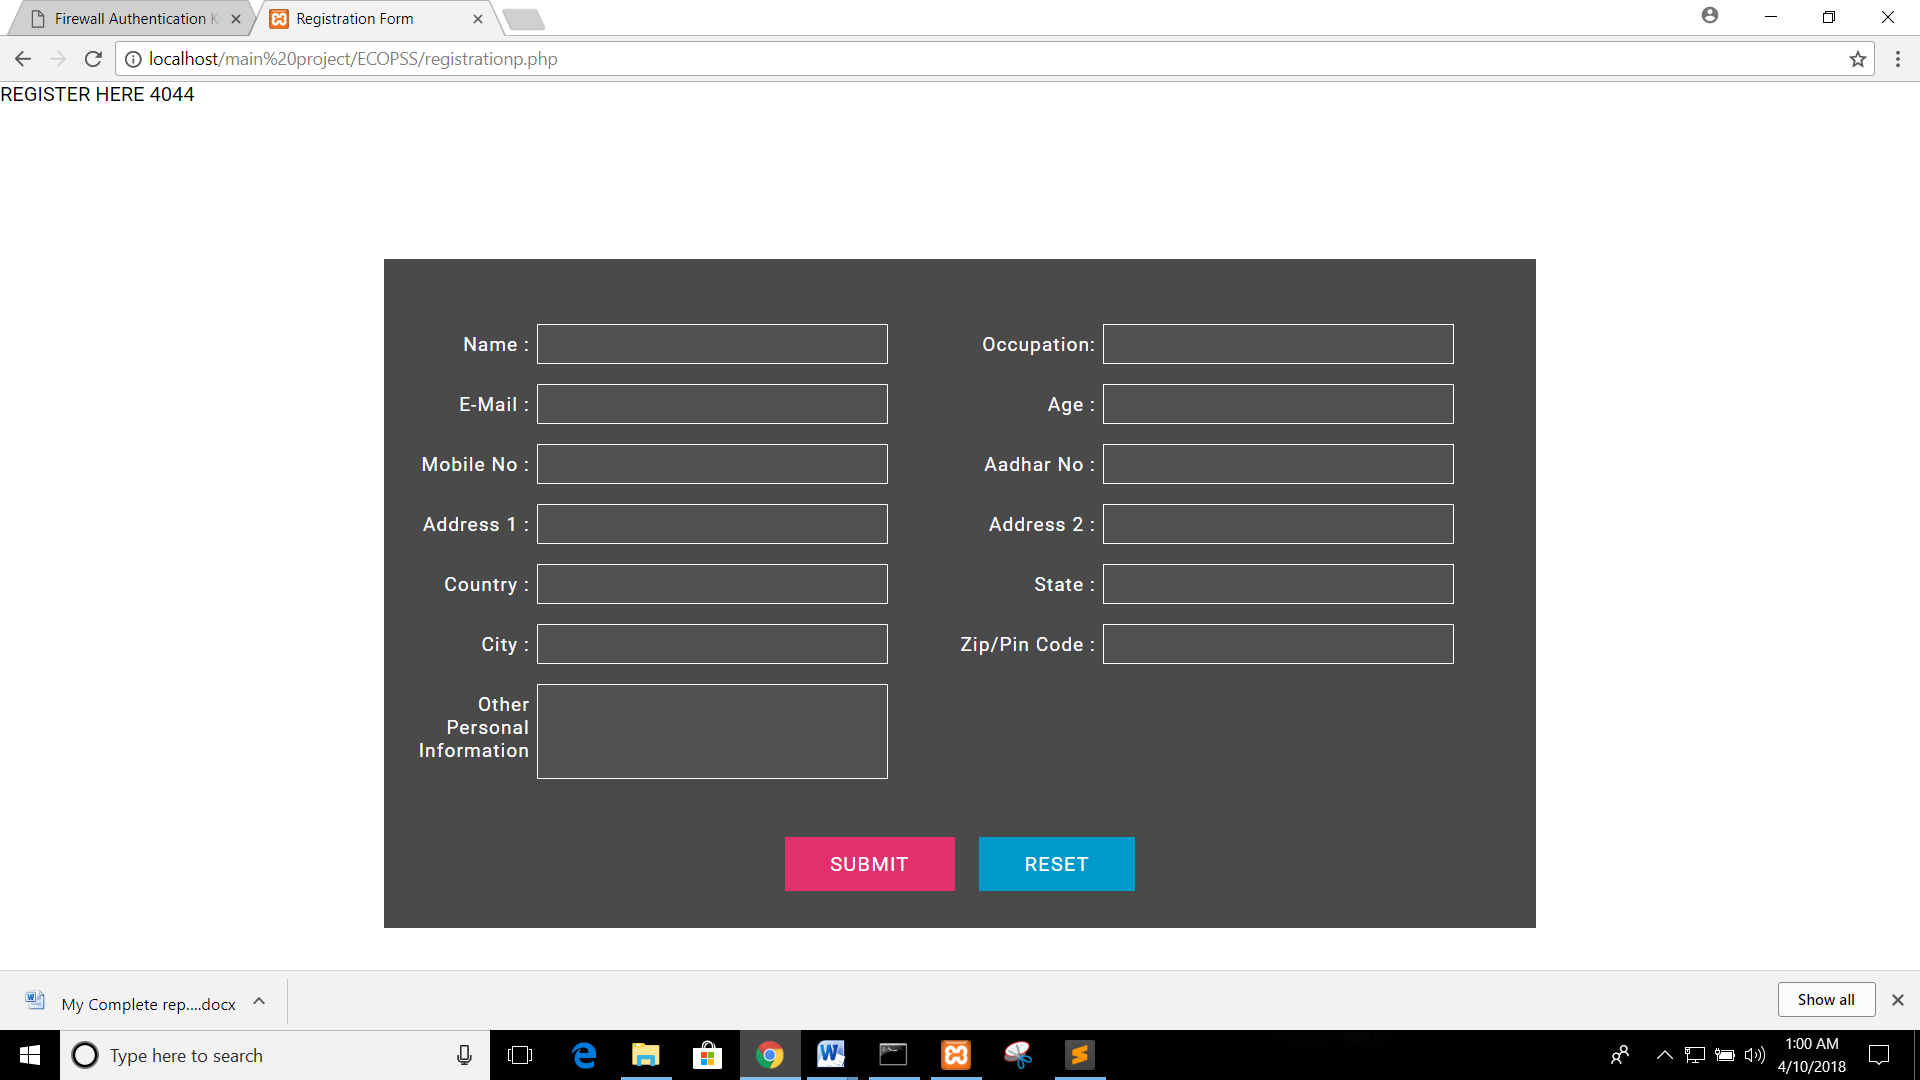 Firewall Authentication K
Registration Form
localhost/main%20project/ECOPSS/registrationp.php
REGISTER HERE 4044
Name :
Occupation:
E-Mail :
Age :
Mobile No :
Aadhar No :
Address 1 :
Address 2 :
Country :
State :
City :
Zip/Pin Code :
Other
Personal
Information
SUBMIT
RESET
My Complete rep....docx
Show all
Type here to search
1:00 AM
4/10/2018